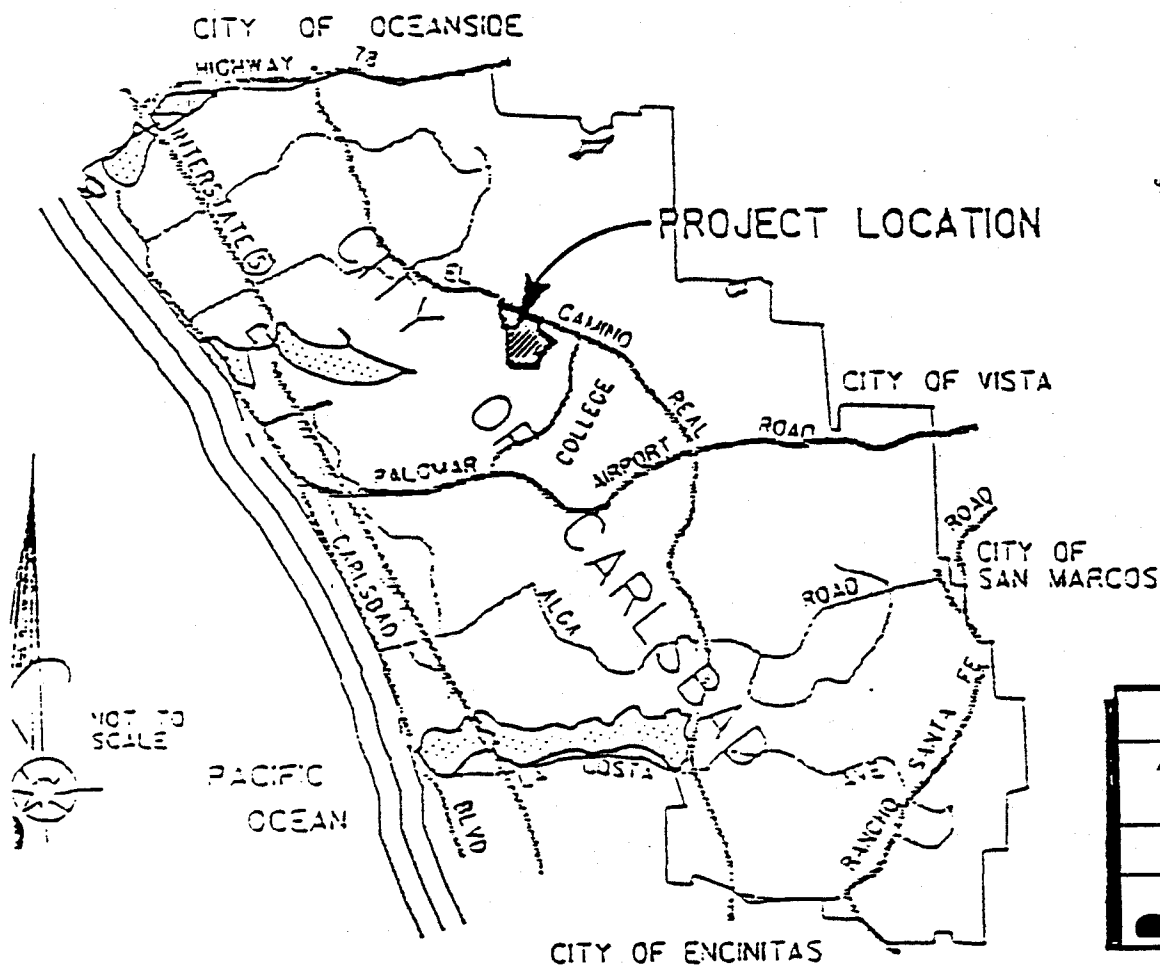 CITY OF OCEANSIDE
HIGHWAY 78
INTERSTATE 5
PROJECT LOCATION
CITY OF CARLSBAD
EL CAMINO REAL
CITY OF VISTA
COLLEGE
PALOMAR AIRPORT ROAD
ROAD
CITY OF
SAN MARCOS
CARLSBAD BLVD
ALGA ROAD
NOT TO
SCALE
PACIFIC
OCEAN
COSTA
AVE
RANCHO SANTA FE
CITY OF ENCINITAS